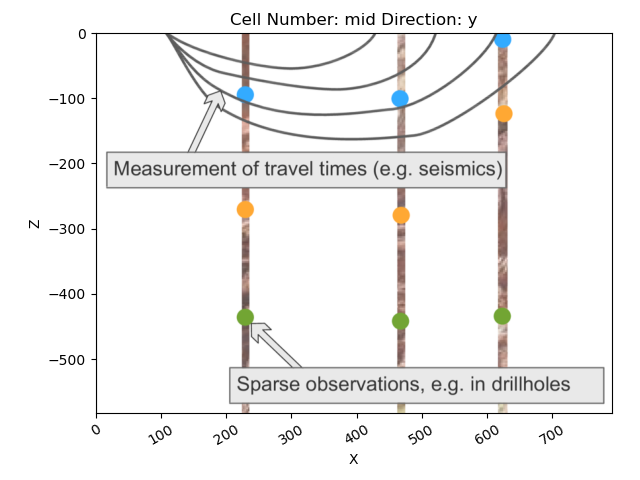 Cell Number: mid Direction: y
0
−100
−200
−300
−400
−500
Z
Measurement of travel times (e.g. seismics)
Sparse observations, e.g. in drillholes
0
100
200
300
400
500
600
700
X